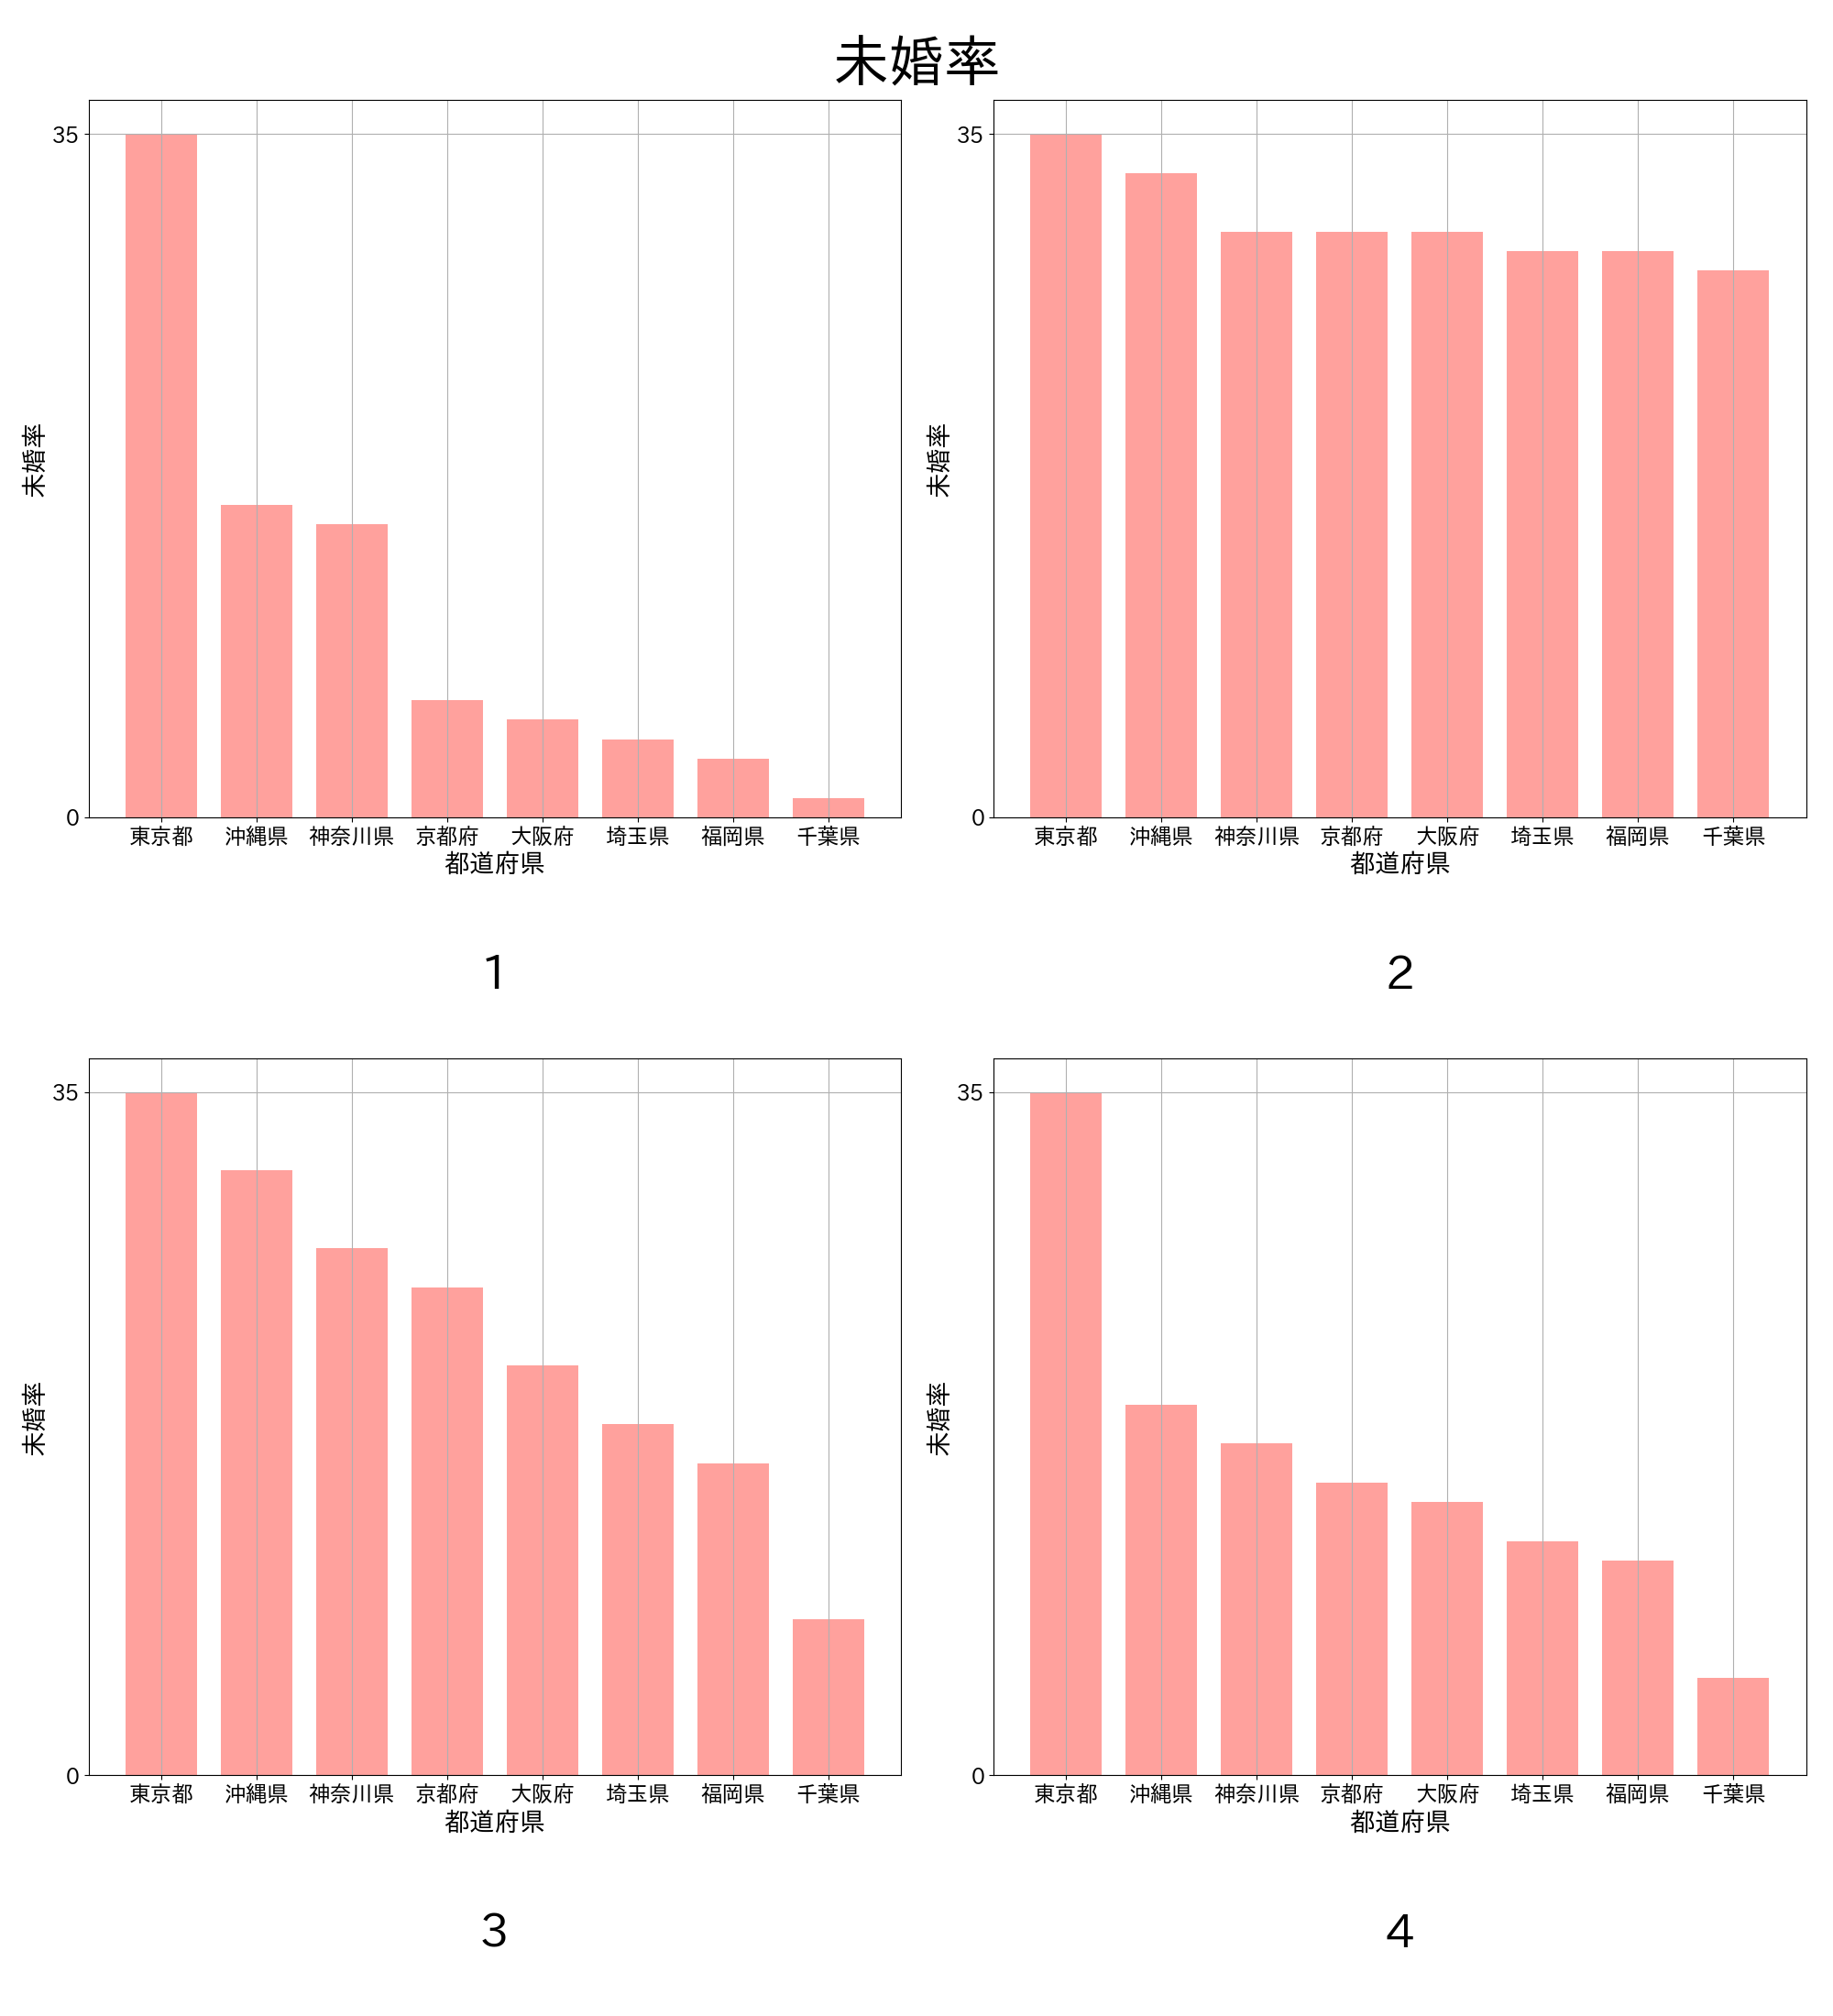 未婚率
35
0
未婚率
東京都 沖縄県 神奈川県 京都府 大阪府 埼玉県 福岡県 千葉県
都道府県
1
35
0
未婚率
東京都 沖縄県 神奈川県 京都府 大阪府 埼玉県 福岡県 千葉県
都道府県
2
35
0
未婚率
東京都 沖縄県 神奈川県 京都府 大阪府 埼玉県 福岡県 千葉県
都道府県
3
35
0
未婚率
東京都 沖縄県 神奈川県 京都府 大阪府 埼玉県 福岡県 千葉県
都道府県
4